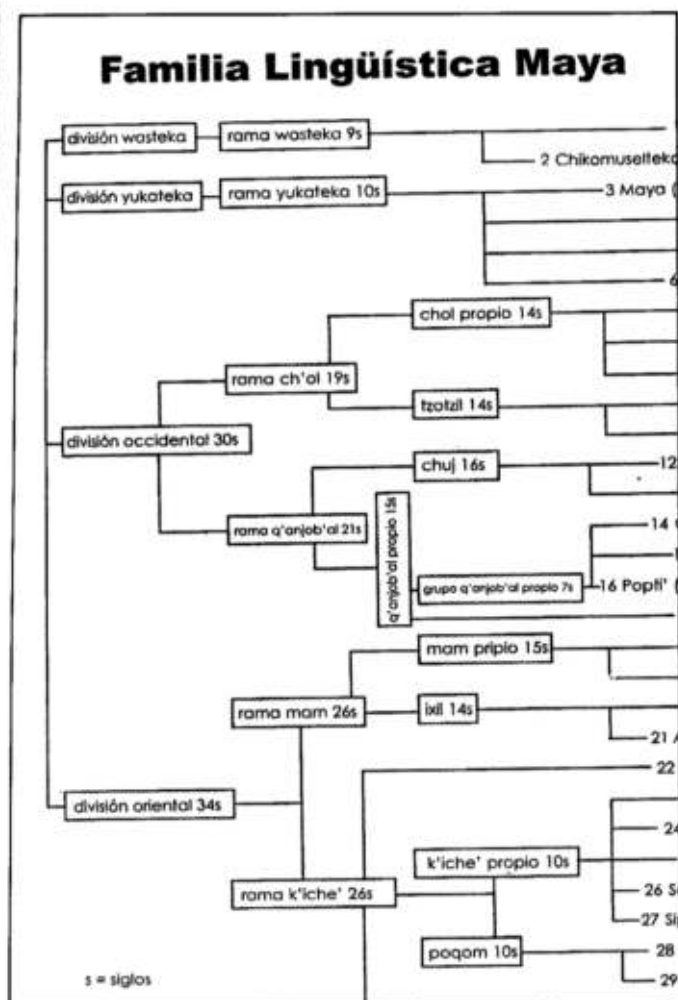 Familia Lingüística Maya
división wasteka
rama wasteka 9s
2 Chikomuselteko
división yukateka
rama yukateka 10s
3 Maya (
6
chol propio 14s
rama ch'ol 19s
tzotzil 14s
división occidental 30s
chuj 16s
12
rama q'anjob'al 21s
q'anjob'al propio 15s
14
grupo q'anjob'al propio 7s
16 Popti' (
mam pripio 15s
rama mam 26s
ixil 14s
21 A
22
división oriental 34s
24
k'iche' propio 10s
rama k'iche' 26s
26 S
27 Sip
poqom 10s
28
29
s = siglos